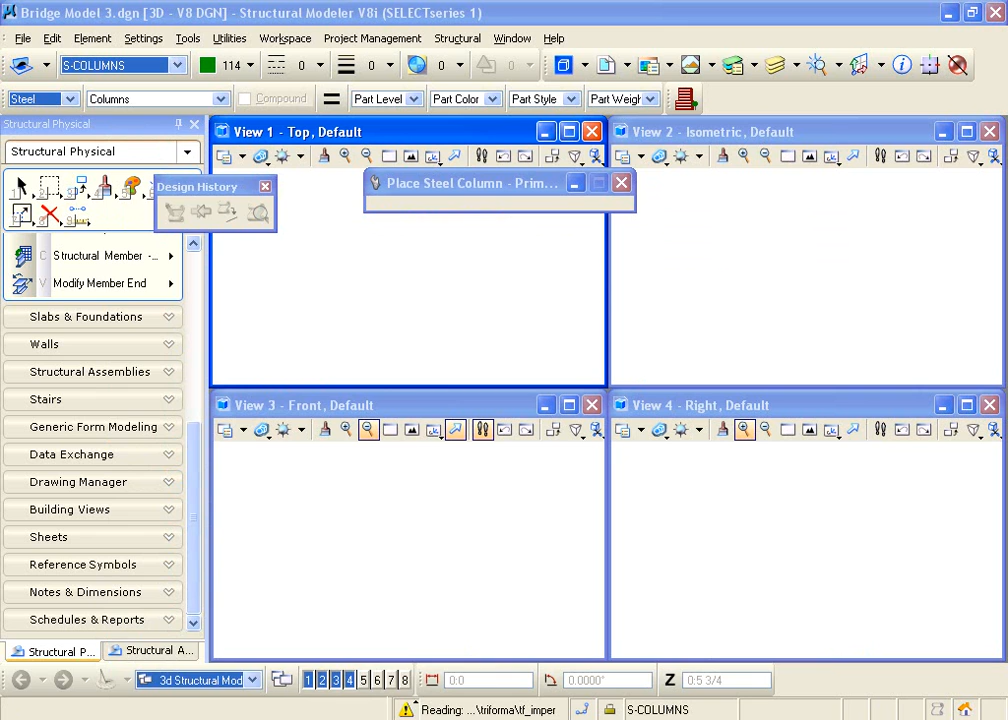 Bridge Model 3.dgn [3D - V8 DGN] - Structural Modeler V8i (SELECTseries 1)
File Edit Element Settings Tools Utilities Workspace Project Management Structural Window Help
S-COLUMNS 114 0 0 0 0
Steel Columns Compound Part Level Part Color Part Style Part Weigh
Structural Physical
View 1 - Top, Default
View 2 - Isometric, Default
Structural Physical
Design History
Place Steel Column - Prim...
Structural Member -...
V Modify Member End
Slabs & Foundations
Walls
Structural Assemblies
Stairs
View 3 - Front, Default
View 4 - Right, Default
Generic Form Modeling
Data Exchange
Drawing Manager
Building Views
Sheets
Reference Symbols
Notes & Dimensions
Schedules & Reports
Structural P... Structural A...
3d Structural Mod 1 2 3 4 5 6 7 8 0:0 0.0000° Z 0:5 3/4
Reading: ...\triforma\tf_imper S-COLUMNS